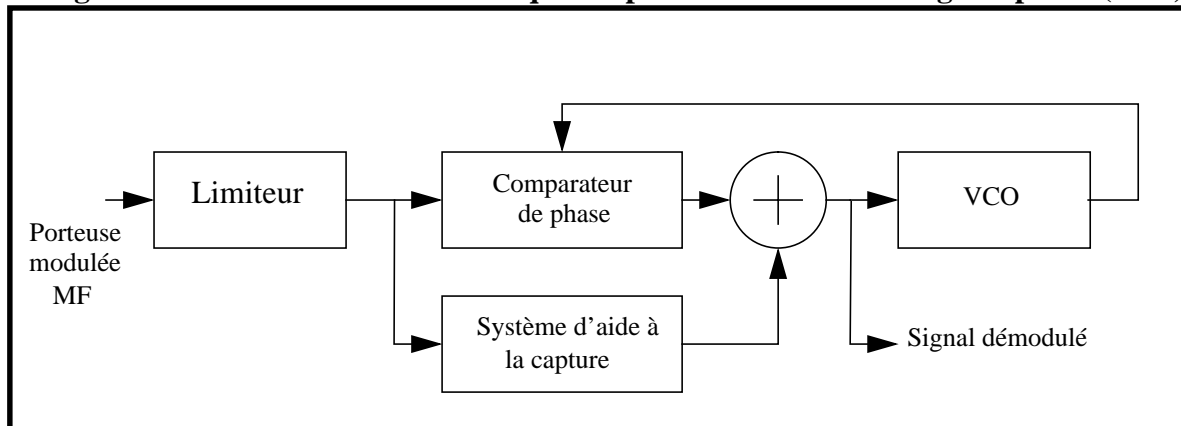 Limiteur
Comparateur
de phase
VCO
Porteuse
modulée
MF
Système d'aide à
la capture
Signal démodulé